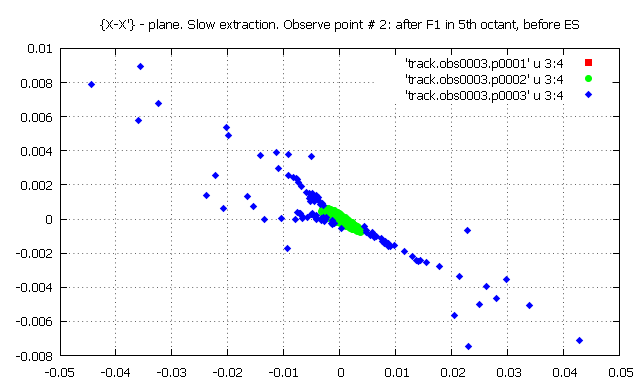 {X-X'} - plane. Slow extraction. Observe point # 2: after F1 in 5th octant, before ES
0.01
'track.obs0003.p0001' u 3:4
'track.obs0003.p0002' u 3:4
'track.obs0003.p0003' u 3:4
0.008
0.006
0.004
0.002
0
-0.002
-0.004
-0.006
-0.008
-0.05 -0.04 -0.03 -0.02 -0.01 0 0.01 0.02 0.03 0.04 0.05